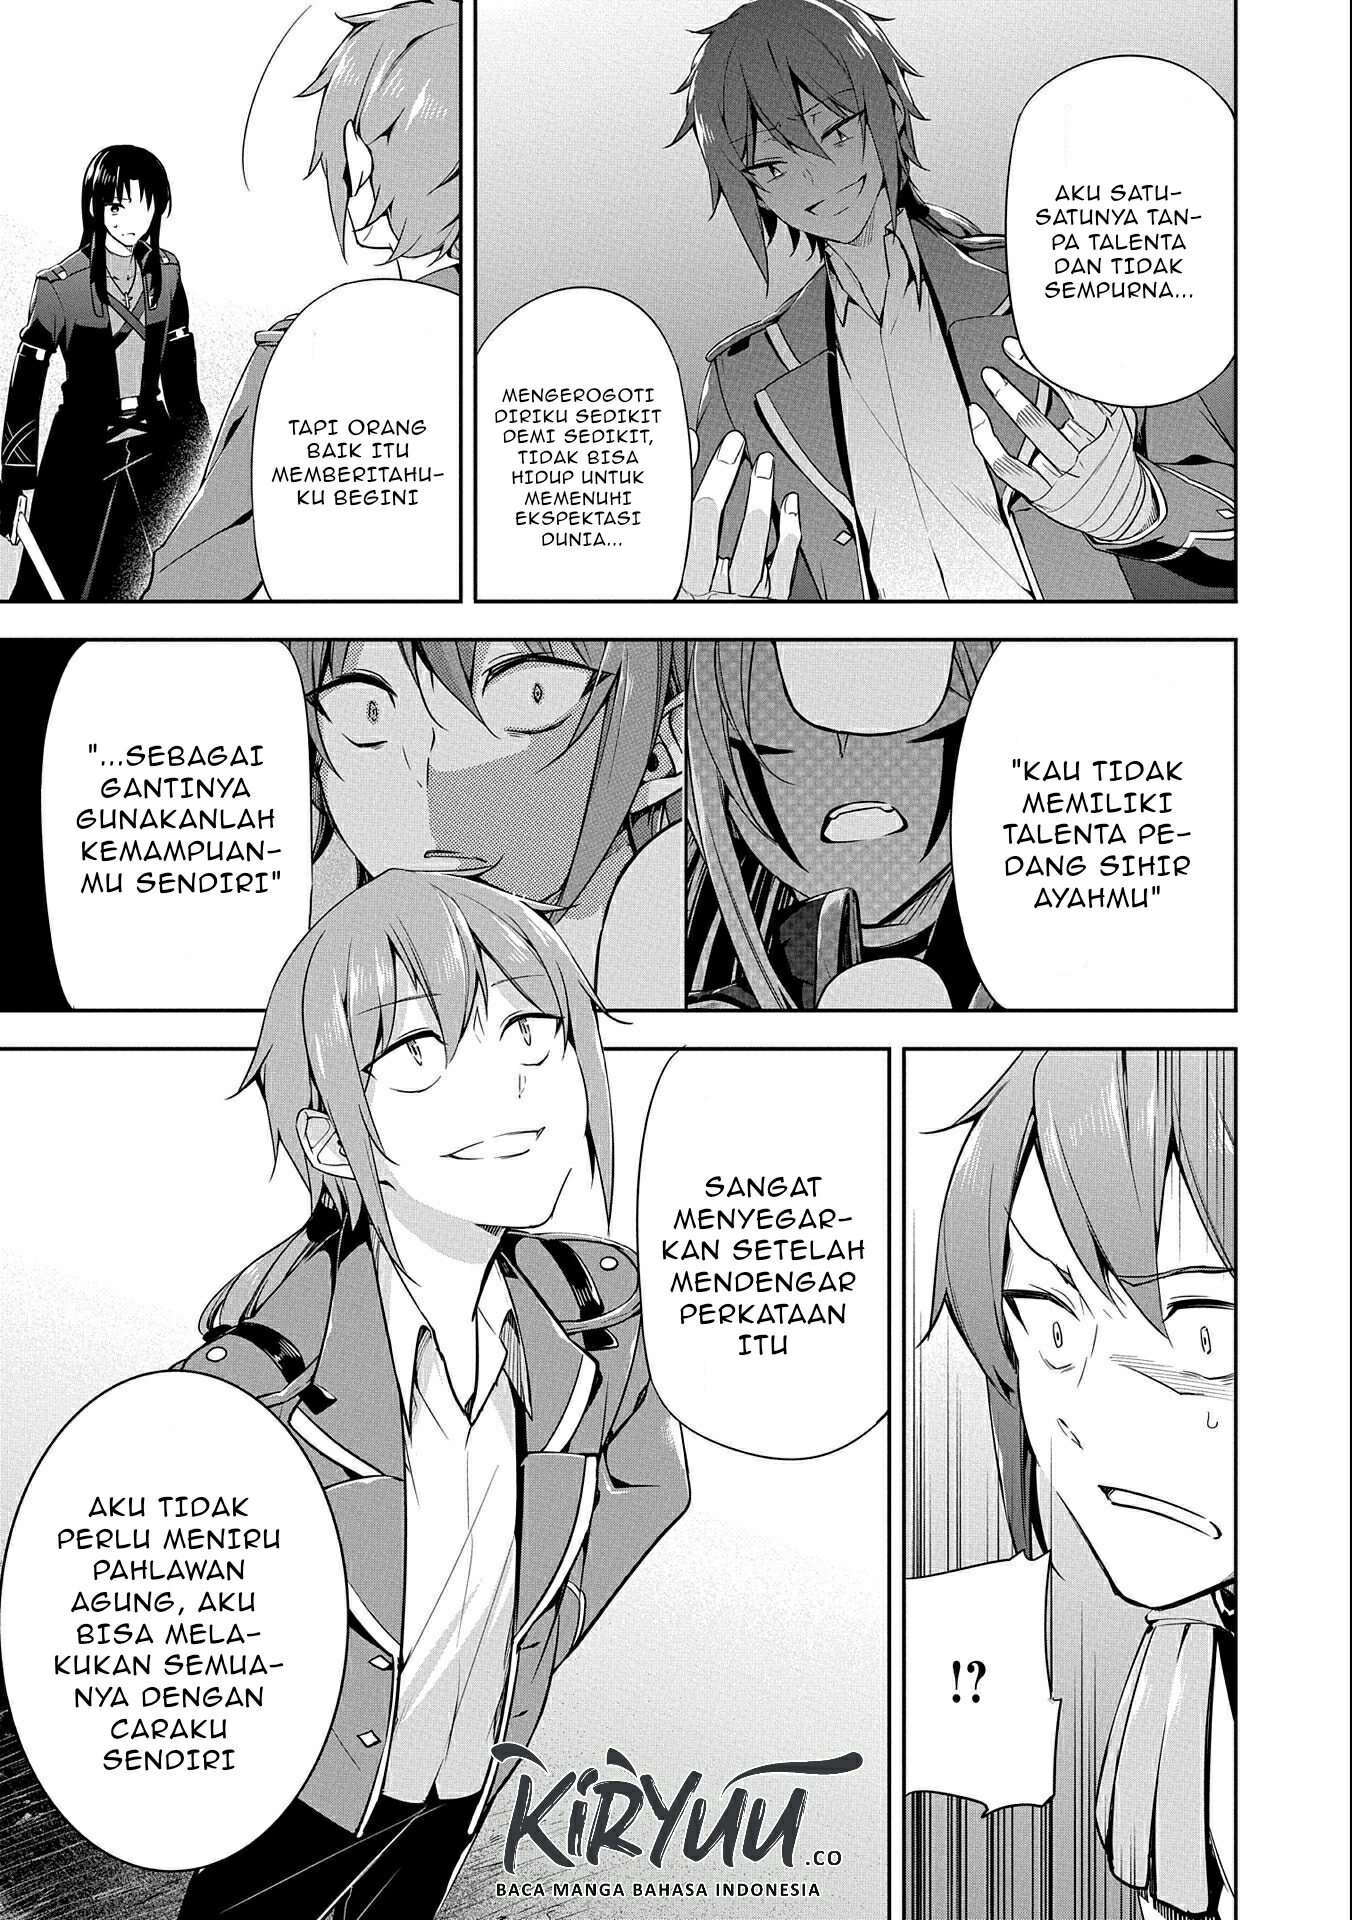 AKU SATU-
SATUNYA TAN-
PA TALENTA
DAN TIDAK
SEMPURNA...
MENGEROGOTI
DIRIKU SEDIKIT
DEMI SEDIKIT,
TIDAK BISA
HIDUP UNTUK
MEMENUHI
EKSPEKTASI
DUNIA...
TAPI ORANG
BAIK ITU
MEMBERITAHU-
KU BEGINI
"KAU TIDAK
MEMILIKI
TALENTA PE-
DANG SIHIR
AYAHMU"
"...SEBAGAI
GANTINYA
GUNAKANLAH
KEMAMPUAN-
MU SENDIRI"
!?
SANGAT
MENYEGAR-
KAN SETELAH
MENDENGAR
PERKATAAN
ITU
AKU TIDAK
PERLU MENIRU
PAHLAWAN
AGUNG, AKU
BISA MELA-
KUKAN SEMUA-
NYA DENGAN
CARAKU
SENDIRI
KIRYUU.CO
BACA MANGA BAHASA INDONESIA